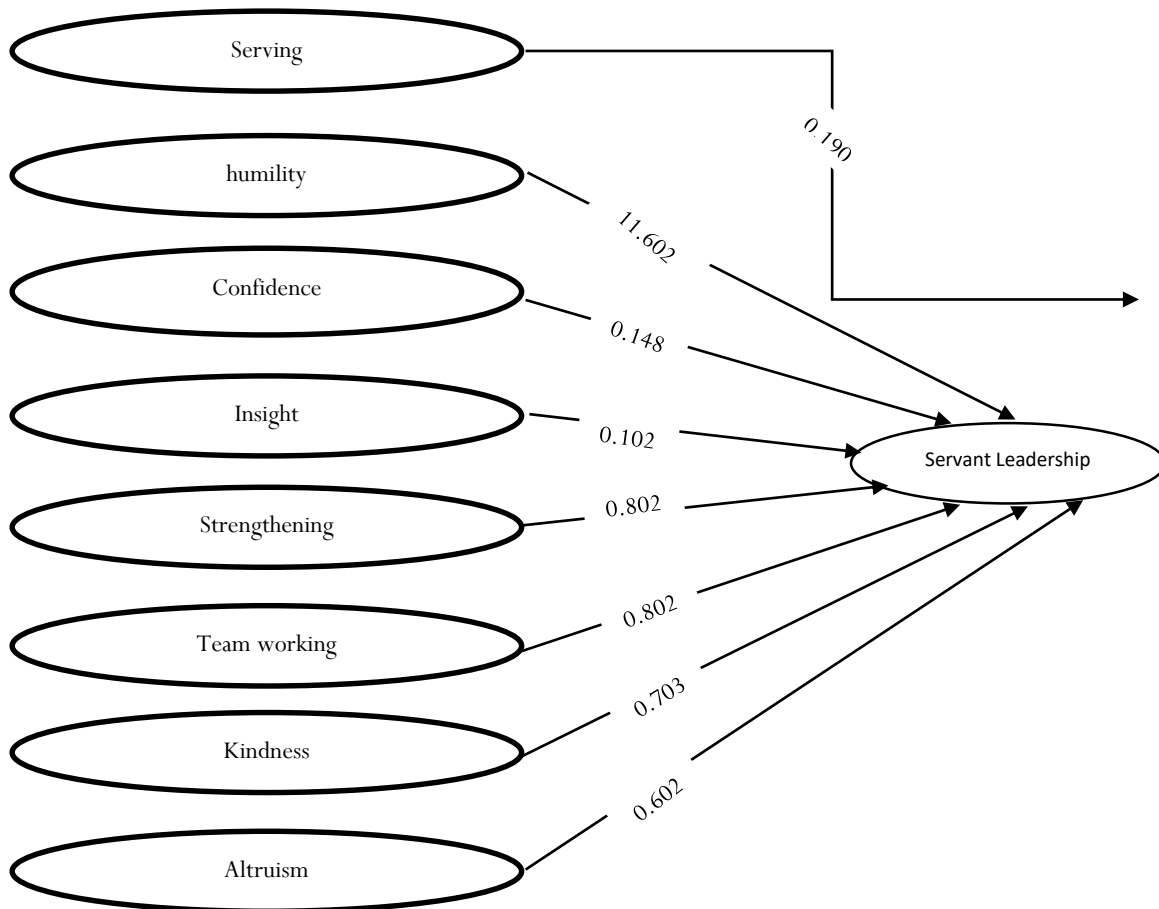 Serving
0.190
humility
11.602
Confidence
0.148
Insight
0.102
Servant Leadership
Strengthening
0.802
Team working
0.802
Kindness
0.703
Altruism
0.602